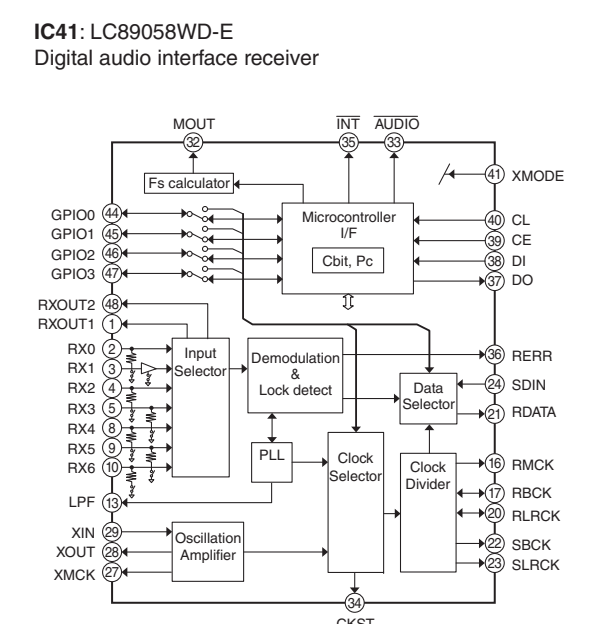 IC41: LC89058WD-E
Digital audio interface receiver
MOUT
INT
AUDIO
32
35
33
Fs calculator
41 XMODE
GPIO0 44
GPIO1 45
GPIO2 46
GPIO3 47
Microcontroller
I/F
Cbit, Pc
40 CL
39 CE
38 DI
37 DO
RXOUT2 48
RXOUT1 1
RX0 2
RX1 3
RX2 4
RX3 5
RX4 8
RX5 9
RX6 10
Input
Selector
Demodulation
&
Lock detect
36 RERR
Data
Selector
24 SDIN
21 RDATA
PLL
LPF 13
Clock
Selector
Clock
Divider
16 RMCK
17 RBCK
20 RLRCK
22 SBCK
23 SLRCK
XIN 29
XOUT 28
XMCK 27
Oscillation
Amplifier
34
CKST